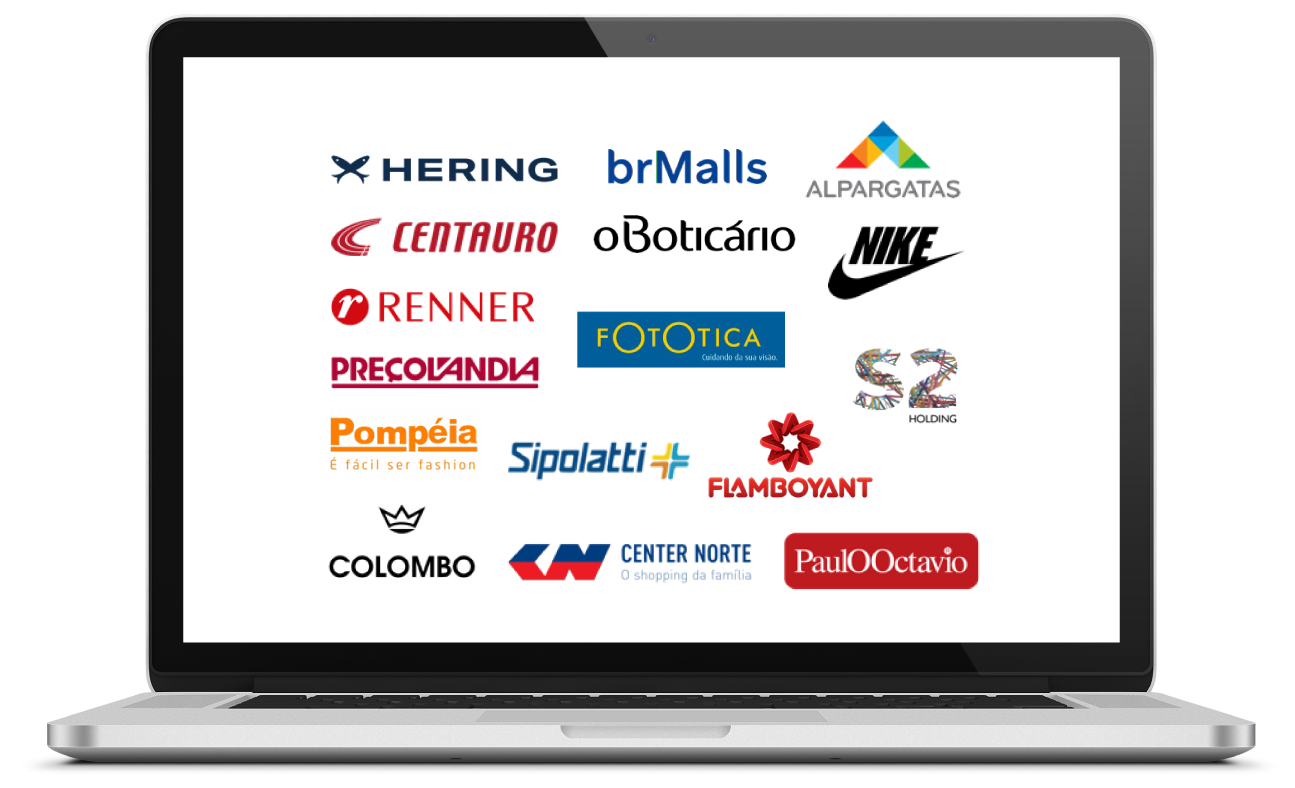 HERING
brMalls
ALPARGATAS
CENTAURO
oBoticário
NIKE
r RENNER
FOTOTICA
Cuidando da sua visão.
PREÇOLANDIA
S2
HOLDING
Pompéia
É fácil ser fashion
Sipolatti
FLAMBOYANT
COLOMBO
CN CENTER NORTE
O shopping da família
PaulOOctavio